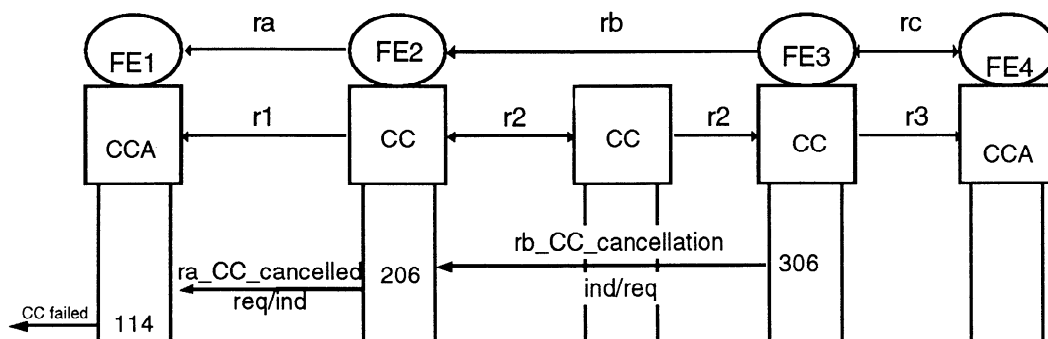 ra rb rc
FE1 FE2 FE3 FE4
r1 r2 r2 r3
CCA CC CC CC CCA
rb_CC_cancellation
ra_CC_cancelled 206 306
req/ind ind/req
CC failed 114